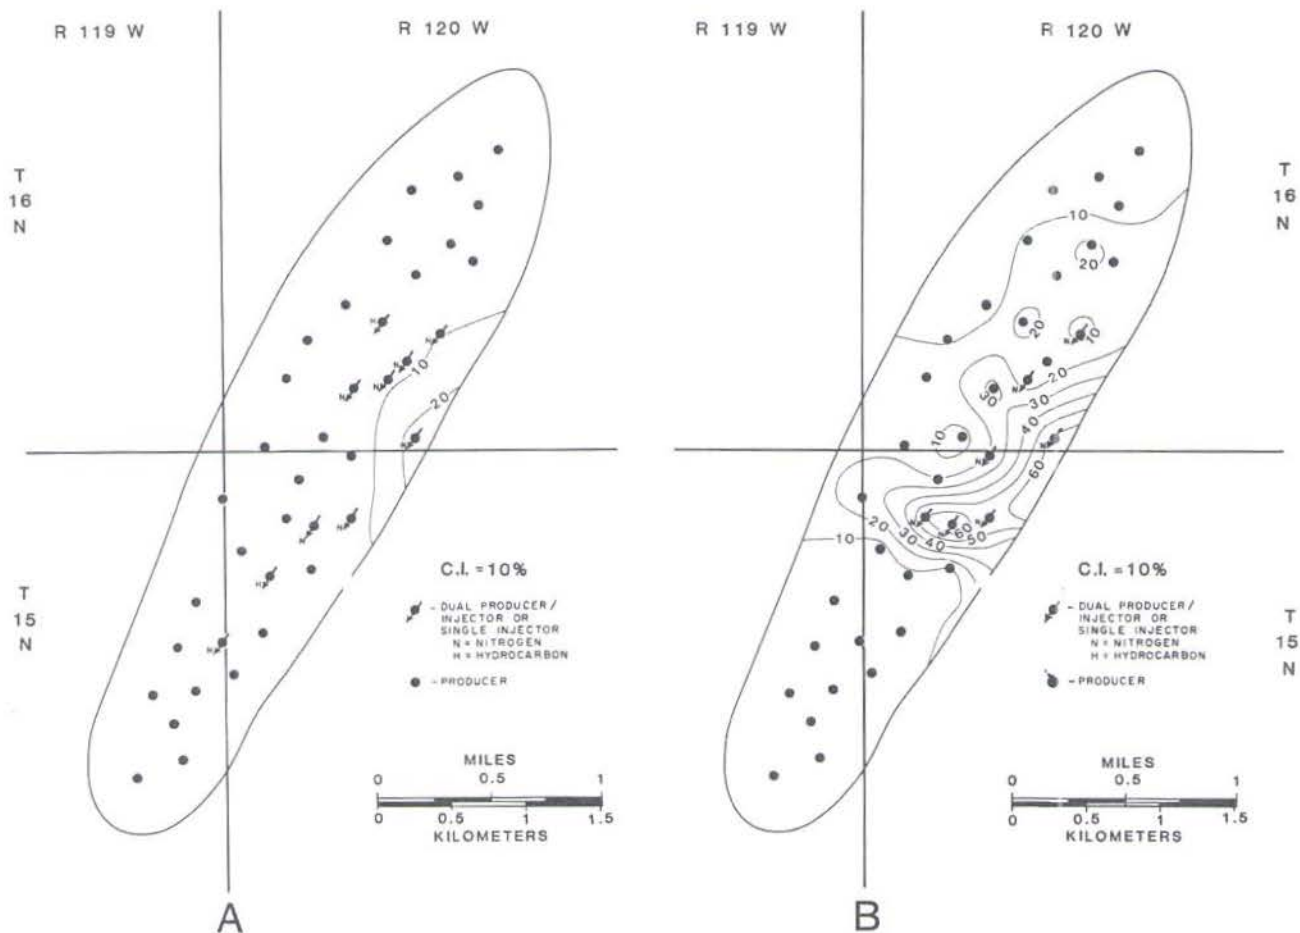 R 119 W
R 120 W
R 119 W
R 120 W
T
16
N
T
16
N
10
20
N
N
N
N
N
H
N
N
N
H
N
T
15
N
C.I. = 10%
- DUAL PRODUCER/
INJECTOR OR
SINGLE INJECTOR
N = NITROGEN
H = HYDROCARBON
- PRODUCER
MILES
0 0.5 1
0 0.5 1 1.5
KILOMETERS
A
10
20
20
10
20
30
30
40
50
60
10
20
30
40
60
50
10
N
N
N
N
N
N
N
C.I. = 10%
- DUAL PRODUCER/
INJECTOR OR
SINGLE INJECTOR
N = NITROGEN
H = HYDROCARBON
- PRODUCER
T
15
N
MILES
0 0.5 1
0 0.5 1 1.5
KILOMETERS
B